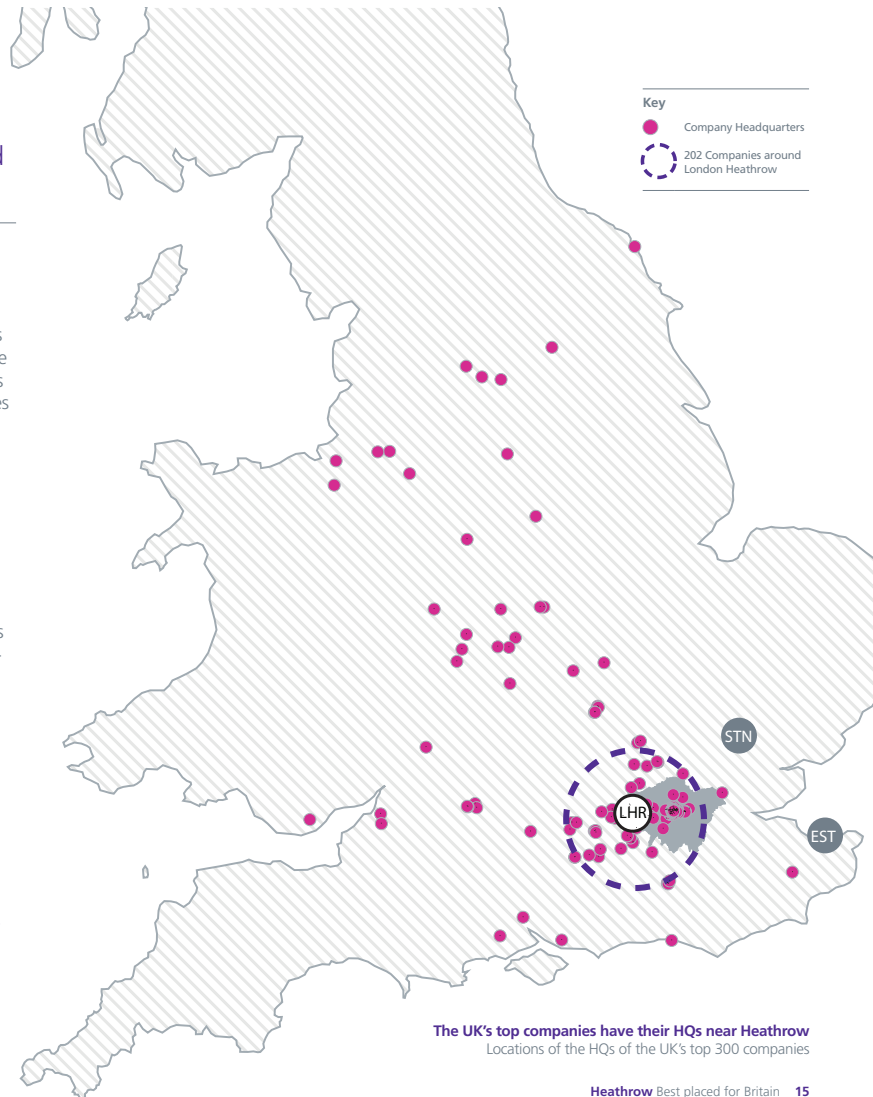 Key
Company Headquarters
202 Companies around
London Heathrow
STN
LHR
EST
The UK's top companies have their HQs near Heathrow
Locations of the HQs of the UK's top 300 companies
Heathrow Best placed for Britain 15